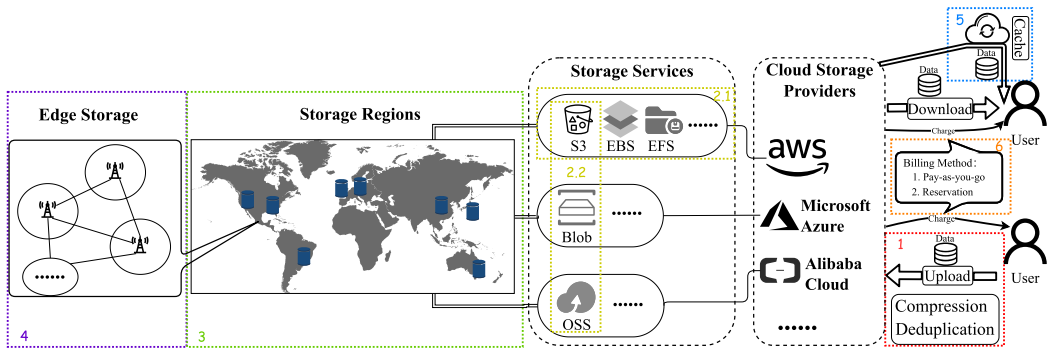 Edge Storage
4
Storage Regions
3
Storage Services
2.1
S3 EBS EFS ......
2.2
Blob ......
OSS ......
Cloud Storage
Providers
aws
Microsoft
Azure
Alibaba
Cloud
......
5
Cache
Data
Data
Download
User
Charge
6
Billing Method:
1. Pay-as-you-go
2. Reservation
Charge
1
Data
Upload
User
Compression
Deduplication
......